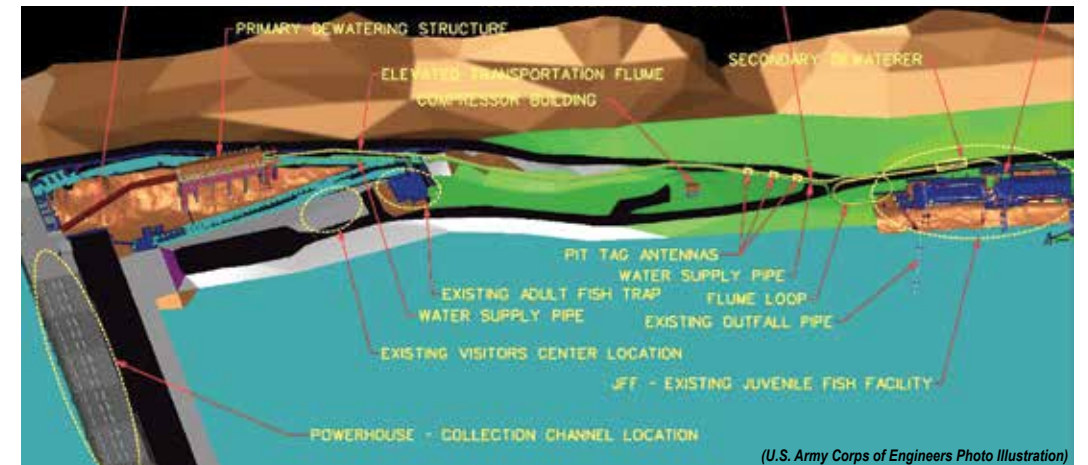 PRIMARY DEWATERING STRUCTURE
ELEVATED TRANSPORTATION FLUME
COMPRESSOR BUILDING
SECONDARY DEWATERER
PIT TAG ANTENNAS
WATER SUPPLY PIPE
EXISTING ADULT FISH TRAP
FLUME LOOP
WATER SUPPLY PIPE
EXISTING OUTFALL PIPE
EXISTING VISITORS CENTER LOCATION
JFF - EXISTING JUVENILE FISH FACILITY
POWERHOUSE - COLLECTION CHANNEL LOCATION
(U.S. Army Corps of Engineers Photo Illustration)